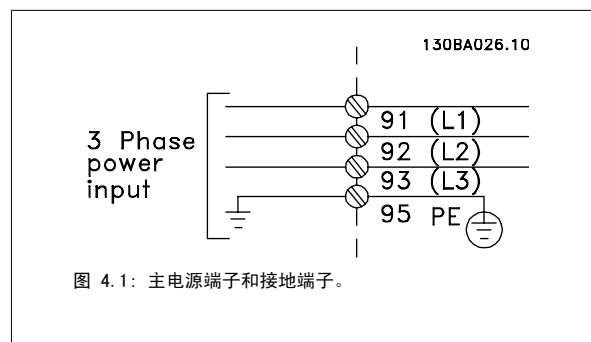 130BA026.10
3 Phase
power
input
91 (L1)
92 (L2)
93 (L3)
95 PE
图 4.1: 主电源端子和接地端子。